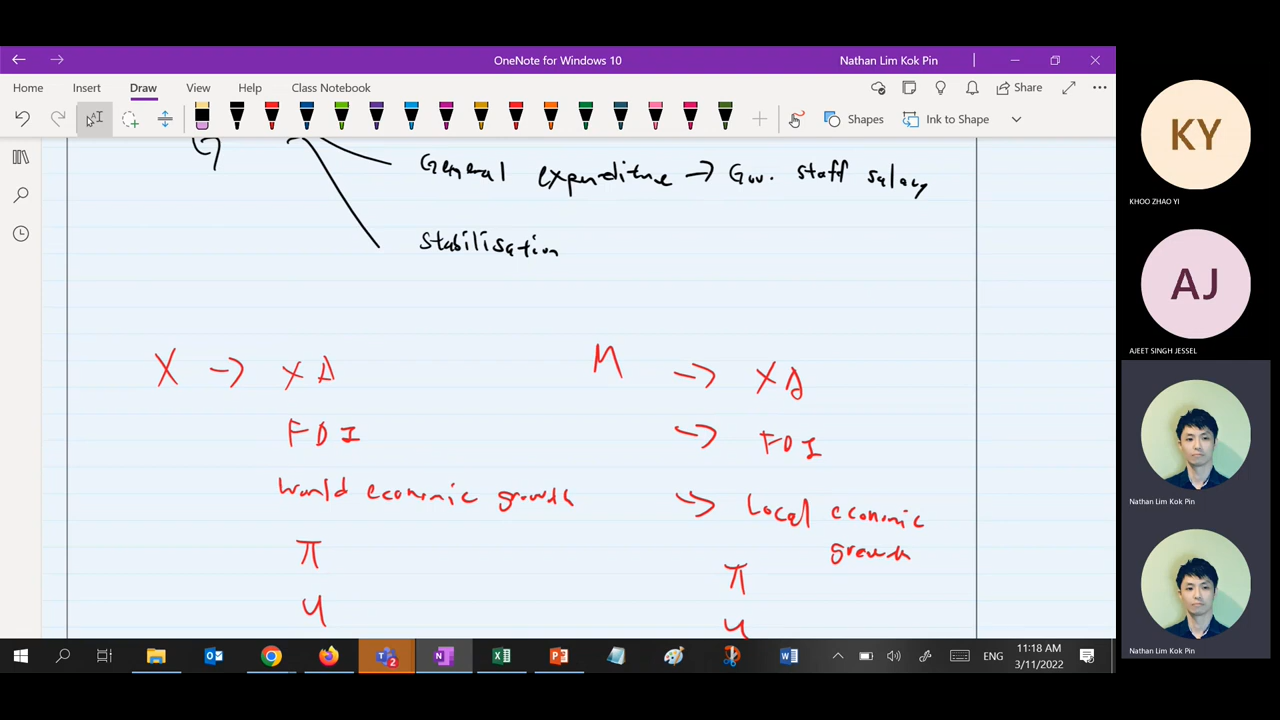 OneNote for Windows 10
Nathan Lim Kok Pin
Home Insert Draw View Help Class Notebook
Share
Shapes
Ink to Shape
G
General expenditure → Gov. staff salary
Stabilisation
X → XΔ
FDI
World economic growth
π
Y
M → XΔ
→ FDI
→ Local economic
growth
π
Y
KY
KHOO ZHAO YI
AJ
AJEET SINGH JESSEL
Nathan Lim Kok Pin
Nathan Lim Kok Pin
2
ENG
11:18 AM
3/11/2022